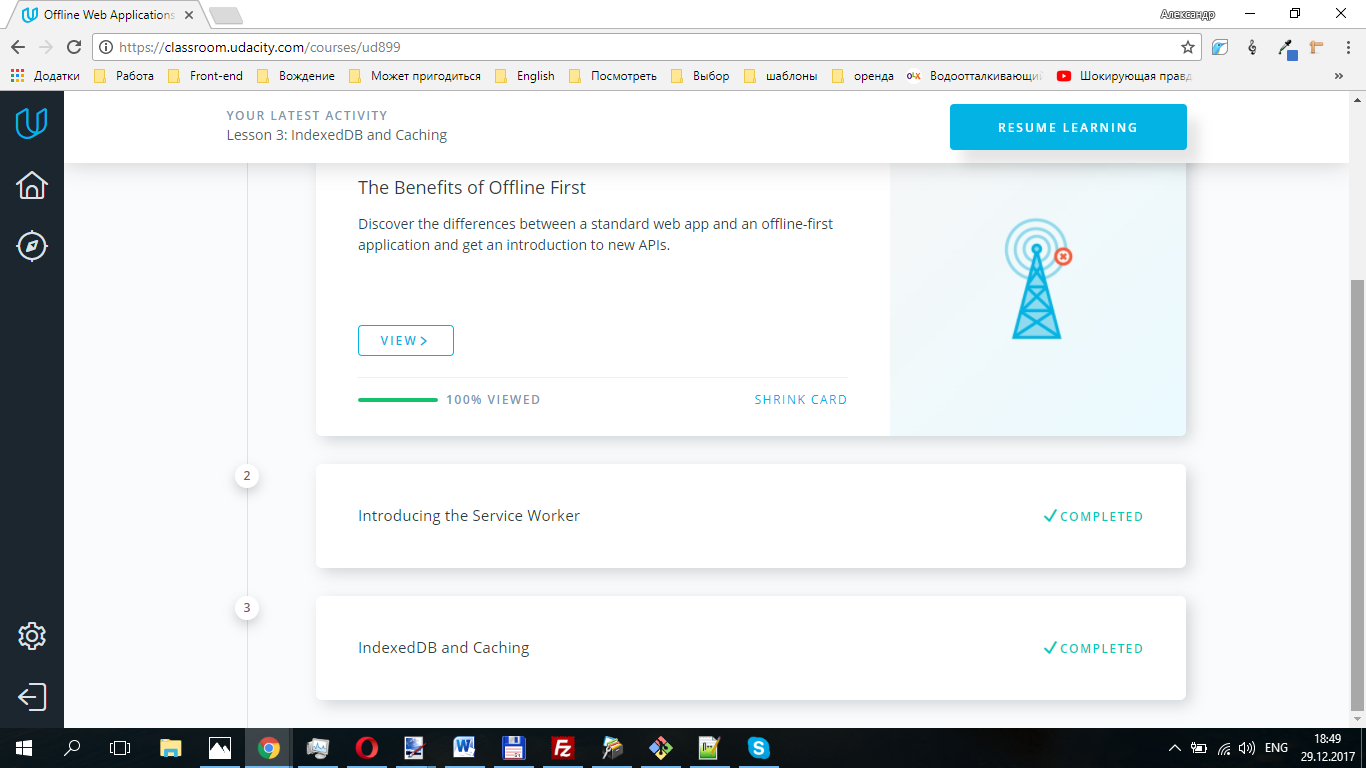 Offline Web Applications
Александр
https://classroom.udacity.com/courses/ud899
Додатки
Работа
Front-end
Вождение
Может пригодиться
English
Посмотреть
Выбор
шаблоны
оренда
OLX
Водоотталкивающи
Шокирующая правд
»
YOUR LATEST ACTIVITY
Lesson 3: IndexedDB and Caching
RESUME LEARNING
The Benefits of Offline First
Discover the differences between a standard web app and an offline-first
application and get an introduction to new APIs.
VIEW >
100% VIEWED
SHRINK CARD
2
Introducing the Service Worker
COMPLETED
3
IndexedDB and Caching
COMPLETED
ENG
18:49
29.12.2017